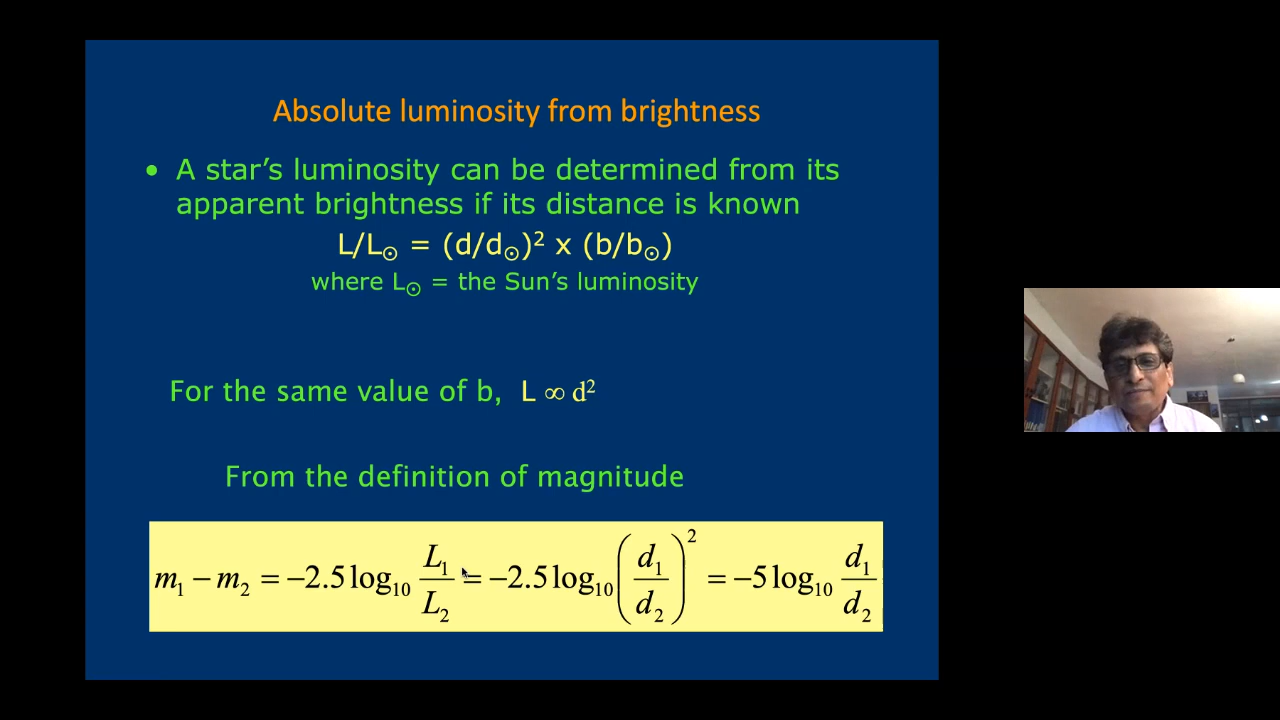 Absolute luminosity from brightness
• A star’s luminosity can be determined from its
apparent brightness if its distance is known
L/L⊙ = (d/d⊙)² x (b/b⊙)
where L⊙ = the Sun’s luminosity
For the same value of b, L ∞ d²
From the definition of magnitude
m₁ − m₂ = −2.5 log₁₀ L₁/L₂ = −2.5 log₁₀ (d₁/d₂)² = −5 log₁₀ d₁/d₂